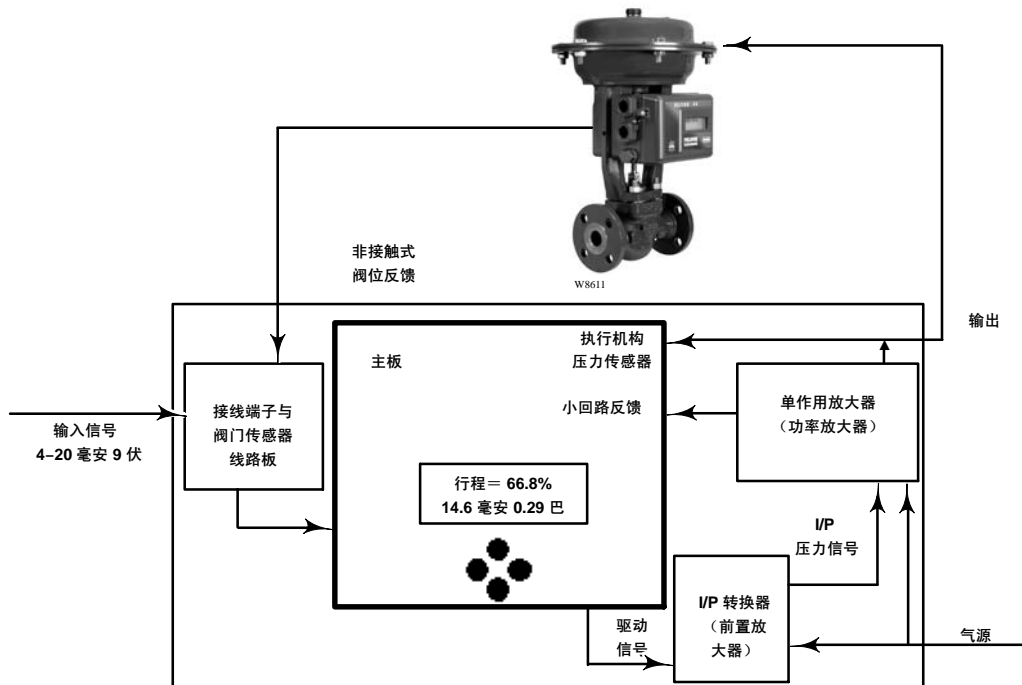 W8611
非接触式
阀位反馈
输出
执行机构
压力传感器
主板
小回路反馈
接线端子与
阀门传感器
线路板
单作用放大器
（功率放大器）
输入信号
4–20 毫安 9 伏
行程＝ 66.8%
14.6 毫安 0.29 巴
I/P
压力信号
I/P 转换器
（前置放
大器）
驱动
信号
气源